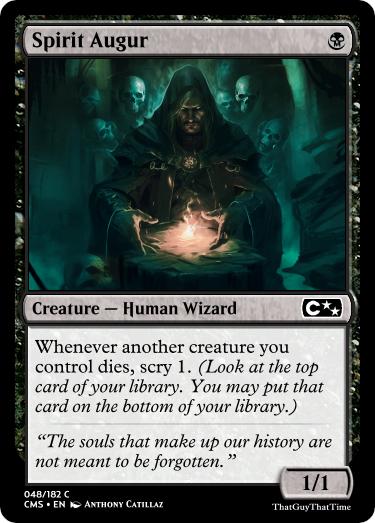 Spirit Augur
Creature — Human Wizard
C
Whenever another creature you
control dies, scry 1. (Look at the top
card of your library. You may put that
card on the bottom of your library.)
“The souls that make up our history are
not meant to be forgotten.”
1/1
048/182 C
CMS • EN Anthony Catillaz
ThatGuyThatTime